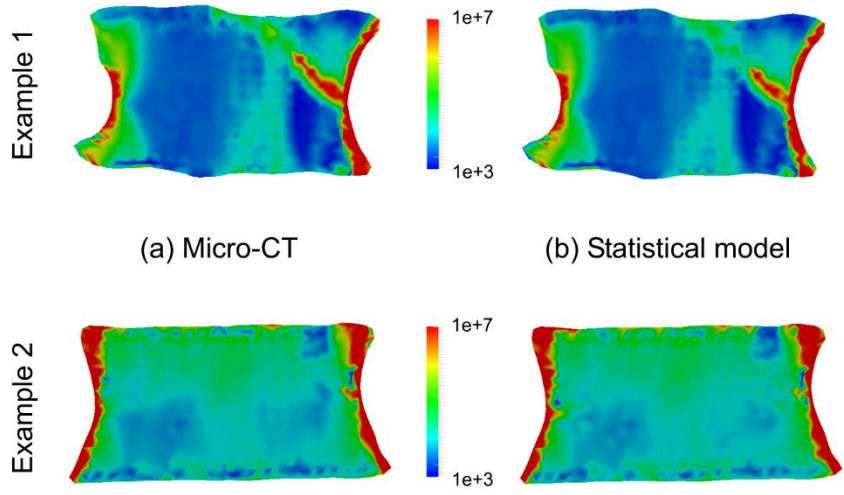 Example 1
1e+7
1e+3
(a) Micro-CT
(b) Statistical model
Example 2
1e+7
1e+3